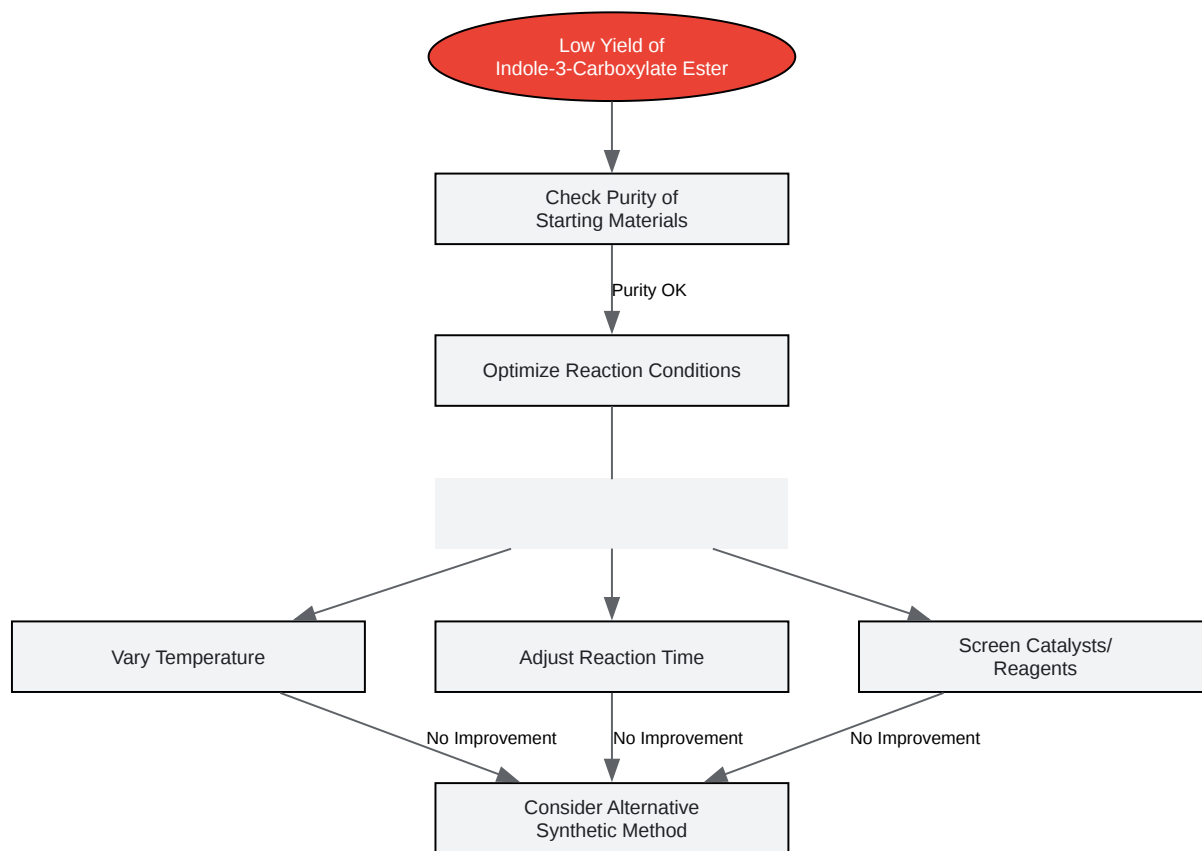 Low Yield of
Indole-3-Carboxylate Ester
Check Purity of
Starting Materials
Purity OK
Optimize Reaction Conditions
Vary Temperature
Adjust Reaction Time
Screen Catalysts/
Reagents
No Improvement
No Improvement
No Improvement
Consider Alternative
Synthetic Method